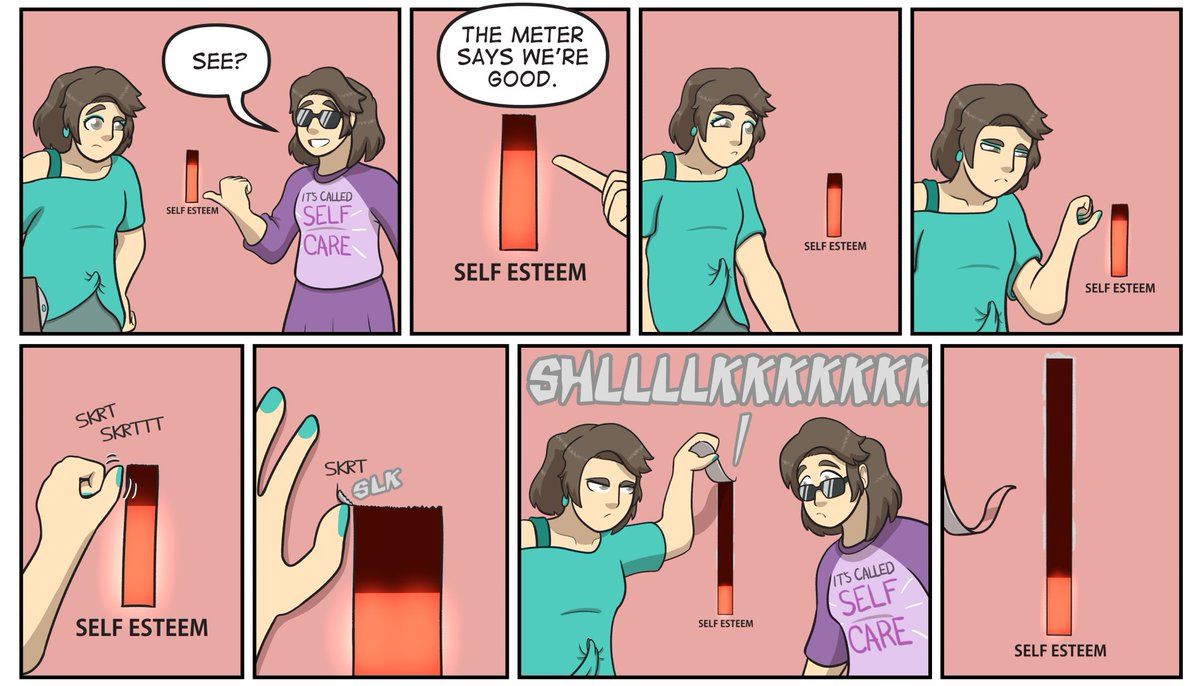 SEE?
SELF ESTEEM
IT'S CALLED
SELF
CARE
THE METER
SAYS WE'RE
GOOD.
SELF ESTEEM
SELF ESTEEM
SELF ESTEEM
SKRT
SKRTTT
SELF ESTEEM
SKRT
SLK
SHLLLLKKKKKKK
SELF ESTEEM
IT'S CALLED
SELF
CARE
SELF ESTEEM